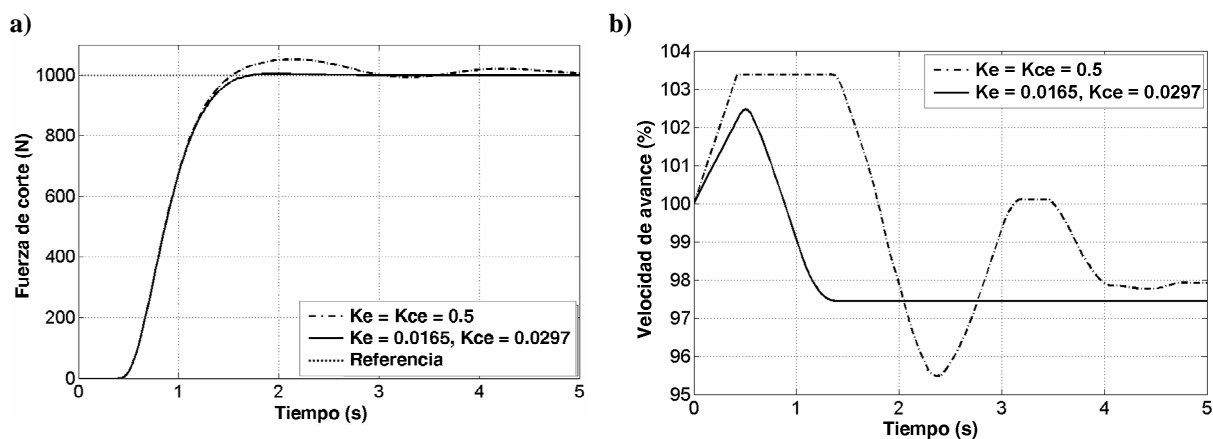 a)
Fuerza de corte (N)
1000
800
600
400
200
0
0 1 2 3 4 5
Tiempo (s)
Ke = Kce = 0.5
Ke = 0.0165, Kce = 0.0297
Referencia
b)
Velocidad de avance (%)
104
103
102
101
100
99
98
97
96
95
0 1 2 3 4 5
Tiempo (s)
Ke = Kce = 0.5
Ke = 0.0165, Kce = 0.0297